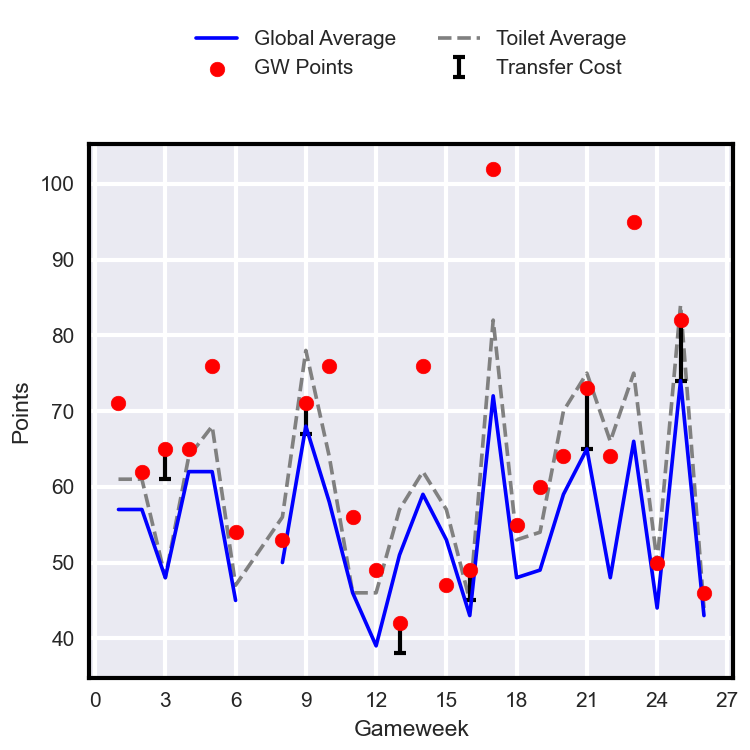 Global Average
Toilet Average
GW Points
Transfer Cost
100
90
80
70
60
50
40
Points
0 3 6 9 12 15 18 21 24 27
Gameweek